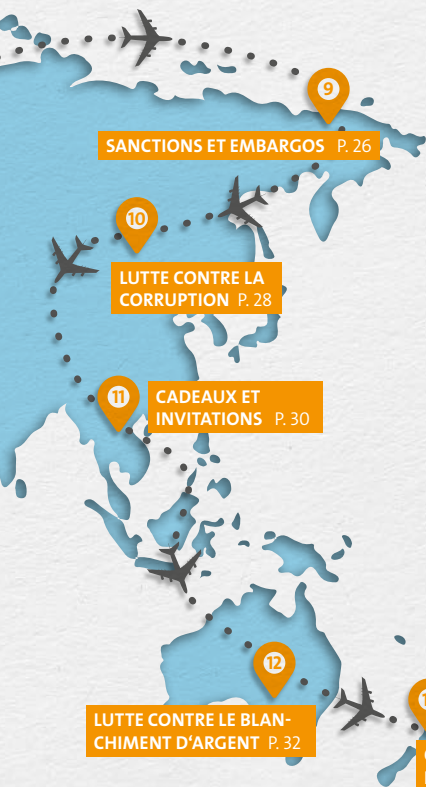 9
SANCTIONS ET EMBARGOS P. 26
10
LUTTE CONTRE LA
CORRUPTION P. 28
11
CADEAUX ET
INVITATIONS P. 30
12
LUTTE CONTRE LE BLAN-
CHIMENT D‘ARGENT P. 32